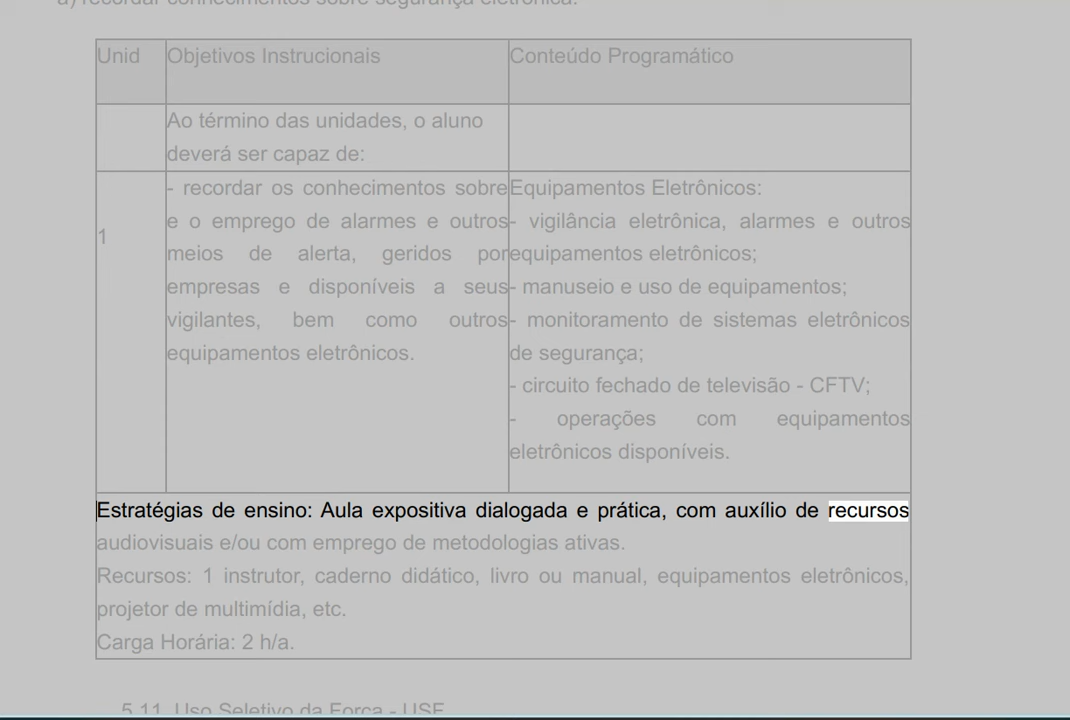 a) recordar conhecimentos sobre segurança eletrônica.
Unid
Objetivos Instrucionais
Conteúdo Programático
Ao término das unidades, o aluno
deverá ser capaz de:
1
- recordar os conhecimentos sobre
e o emprego de alarmes e outros
meios de alerta, geridos por
empresas e disponíveis a seus
vigilantes, bem como outros
equipamentos eletrônicos.
Equipamentos Eletrônicos:
- vigilância eletrônica, alarmes e outros
equipamentos eletrônicos;
- manuseio e uso de equipamentos;
- monitoramento de sistemas eletrônicos
de segurança;
- circuito fechado de televisão - CFTV;
- operações com equipamentos
eletrônicos disponíveis.
Estratégias de ensino: Aula expositiva dialogada e prática, com auxílio de recursos
audiovisuais e/ou com emprego de metodologias ativas.
Recursos: 1 instrutor, caderno didático, livro ou manual, equipamentos eletrônicos,
projetor de multimídia, etc.
Carga Horária: 2 h/a.
5.11. Uso Seletivo da Força - USF